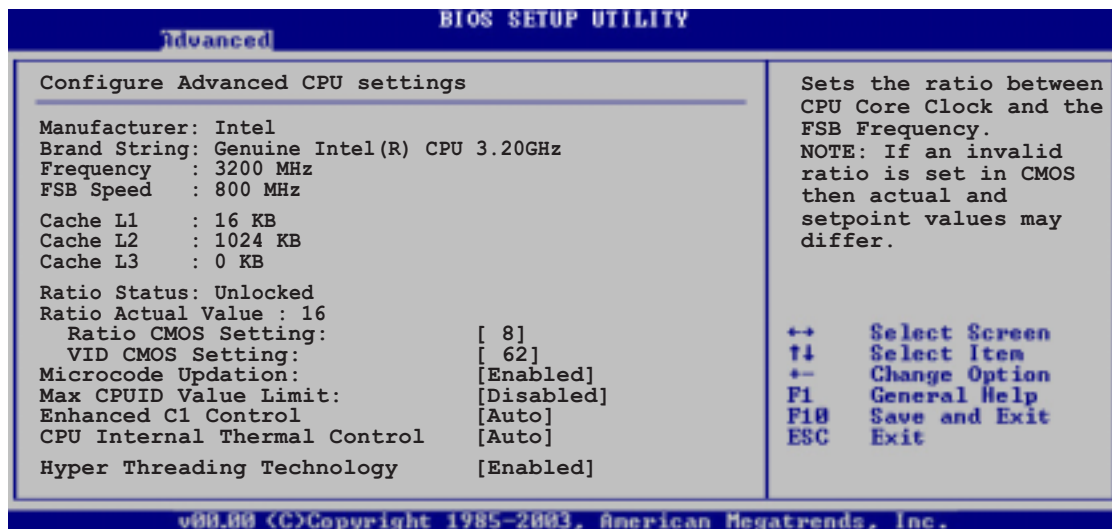 BIOS SETUP UTILITY
Advanced
Configure Advanced CPU settings
Manufacturer: Intel
Brand String: Genuine Intel(R) CPU 3.20GHz
Frequency : 3200 MHz
FSB Speed : 800 MHz
Cache L1 : 16 KB
Cache L2 : 1024 KB
Cache L3 : 0 KB
Ratio Status: Unlocked
Ratio Actual Value : 16
Ratio CMOS Setting: [ 8]
VID CMOS Setting: [ 62]
Microcode Updation: [Enabled]
Max CPUID Value Limit: [Disabled]
Enhanced C1 Control [Auto]
CPU Internal Thermal Control [Auto]
Hyper Threading Technology [Enabled]
Sets the ratio between
CPU Core Clock and the
FSB Frequency.
NOTE: If an invalid
ratio is set in CMOS
then actual and
setpoint values may
differ.
←→ Select Screen
↑↓ Select Item
+- Change Option
F1 General Help
F10 Save and Exit
ESC Exit
v00.00 (C)Copyright 1985-2003, American Megatrends, Inc.